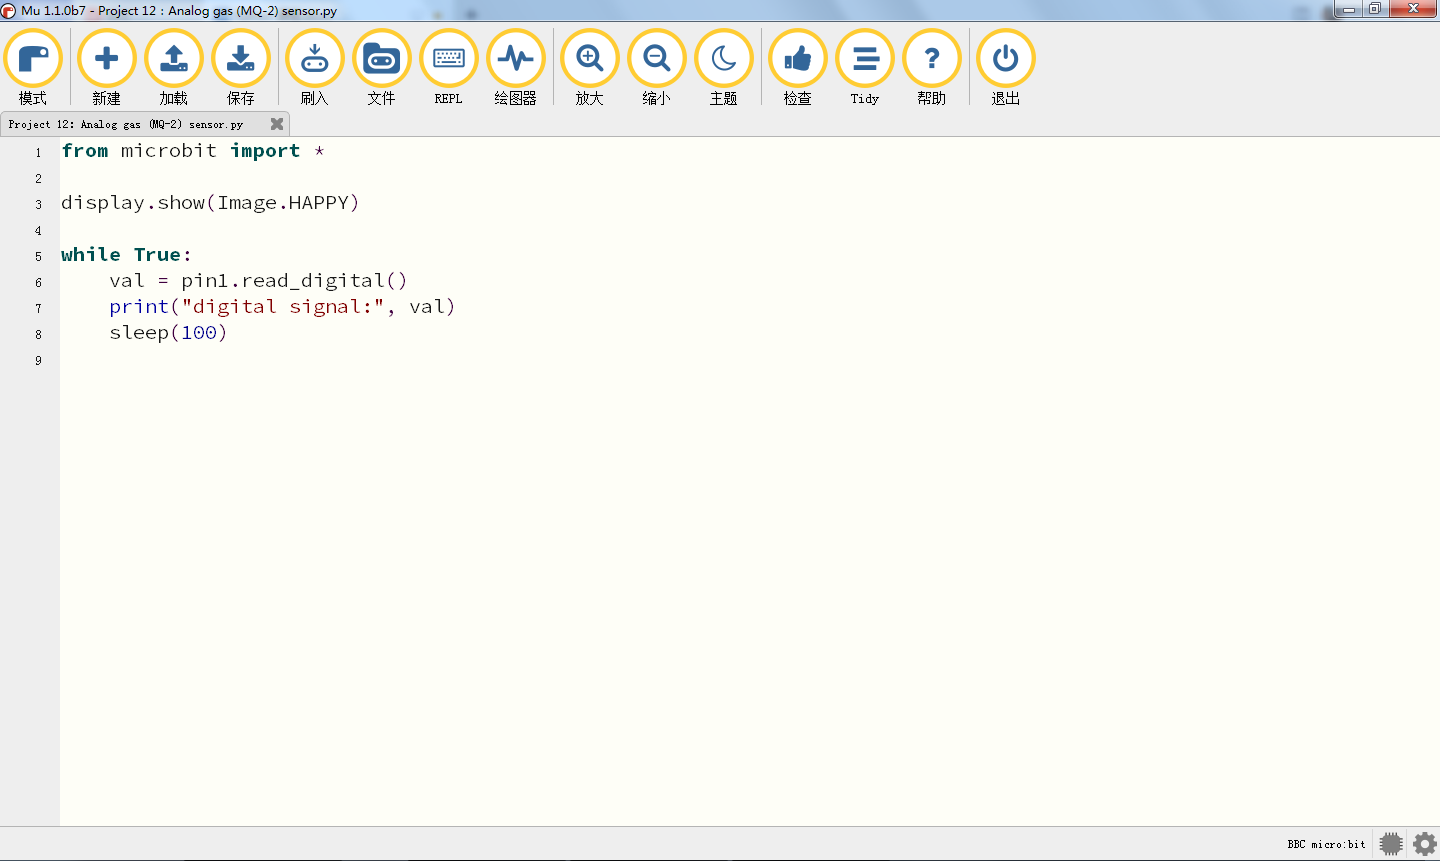 Mu 1.1.0b7 - Project 12 : Analog gas (MQ-2) sensor.py
模式 新建 加载 保存 刷入 文件 REPL 绘图器 放大 缩小 主题 检查 Tidy 帮助 退出
Project 12: Analog gas (MQ-2) sensor.py
1 from microbit import *
2
3 display.show(Image.HAPPY)
4
5 while True:
6     val = pin1.read_digital()
7     print("digital signal:", val)
8     sleep(100)
9
BBC micro:bit